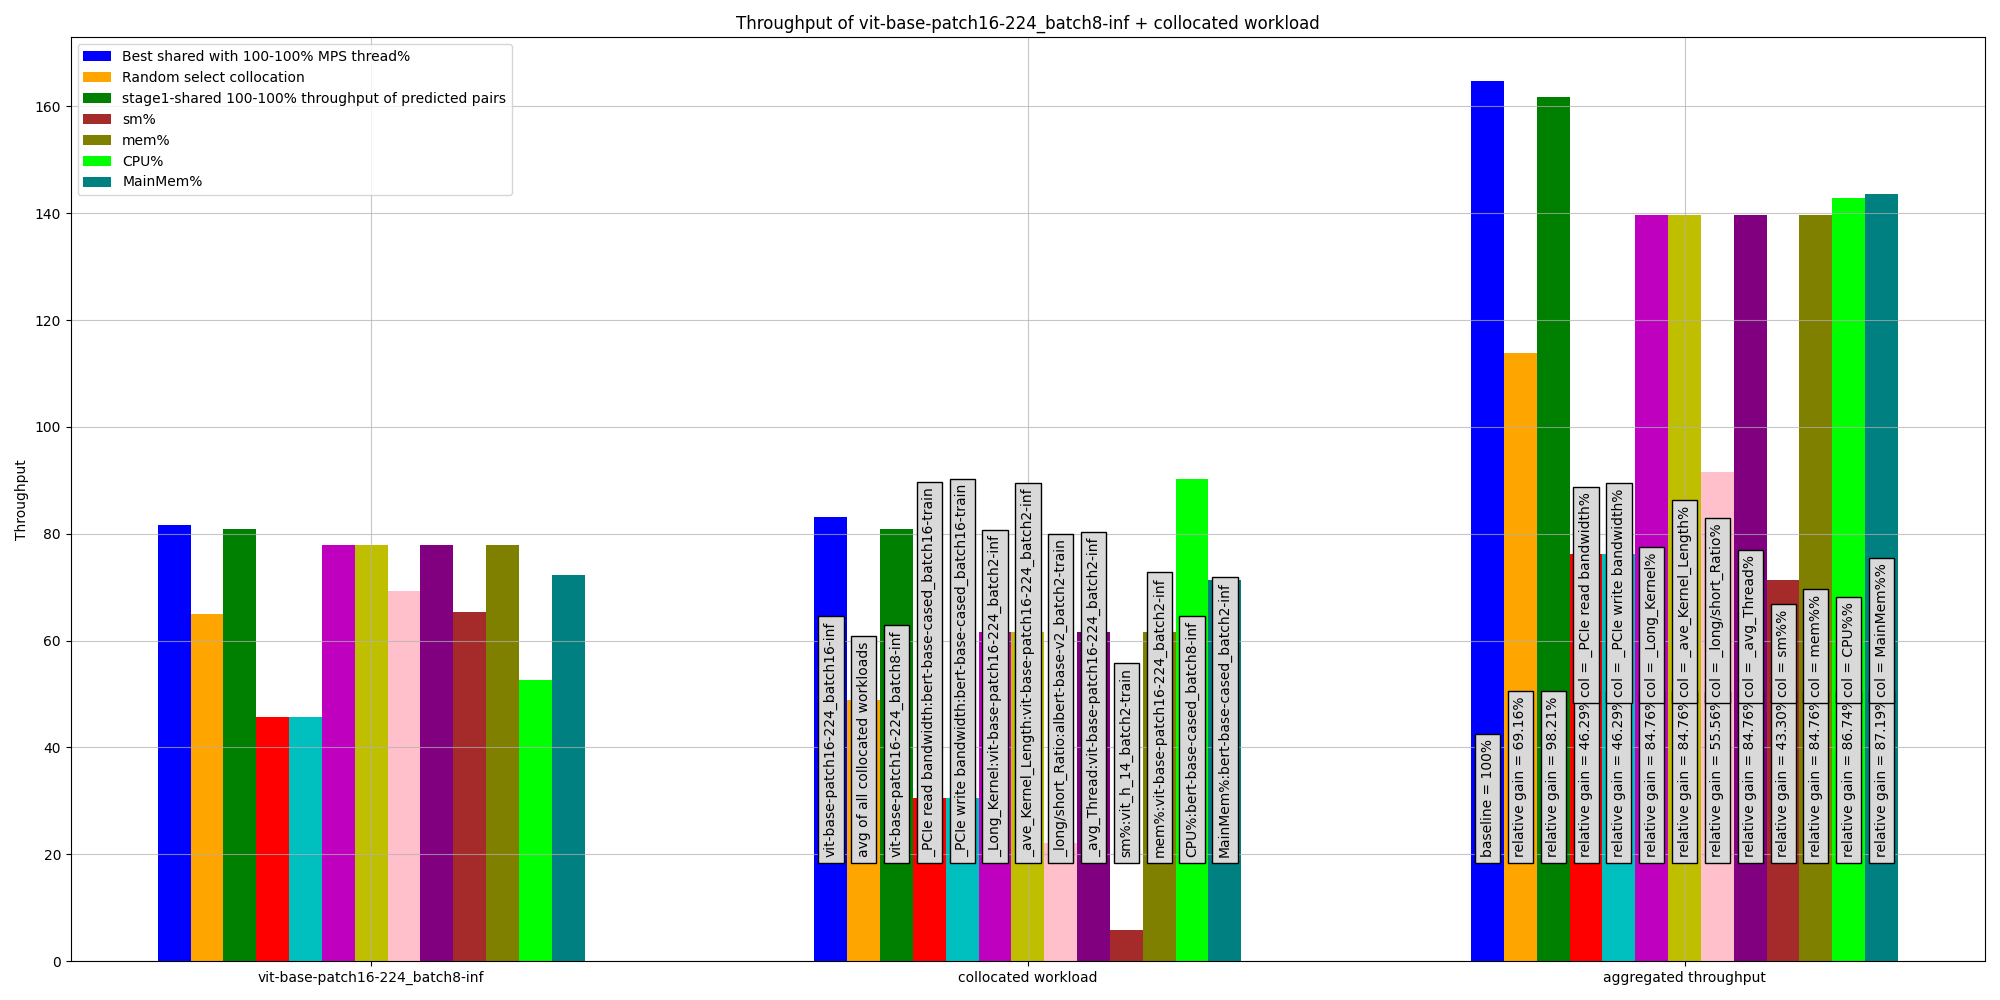 Throughput of vit-base-patch16-224_batch8-inf + collocated workload
Best shared with 100-100% MPS thread%
Random select collocation
stage1-shared 100-100% throughput of predicted pairs
sm%
mem%
CPU%
MainMem%
Throughput
160
140
120
100
80
60
40
20
0
vit-base-patch16-224_batch16-inf
avg of all collocated workloads
vit-base-patch16-224_batch8-inf
_PCIe read bandwidth:bert-base-cased_batch16-train
_PCIe write bandwidth:bert-base-cased_batch16-train
_Long_Kernel:vit-base-patch16-224_batch2-inf
_ave_Kernel_Length:vit-base-patch16-224_batch2-inf
_long/short_Ratio:albert-base-v2_batch2-train
_avg_Thread:vit-base-patch16-224_batch2-inf
sm%:vit_h_14_batch2-train
mem%:vit-base-patch16-224_batch2-inf
CPU%:bert-base-cased_batch8-inf
MainMem%:bert-base-cased_batch2-inf
baseline = 100%
relative gain = 69.16%
relative gain = 98.21%
relative gain = 46.29%
col = _PCIe read bandwidth%
relative gain = 46.29%
col = _PCIe write bandwidth%
relative gain = 84.76%
col = _Long_Kernel%
relative gain = 84.76%
col = _ave_Kernel_Length%
relative gain = 55.56%
col = _long/short_Ratio%
relative gain = 84.76%
col = _avg_Thread%
relative gain = 43.30%
col = sm%%
relative gain = 84.76%
col = mem%%
relative gain = 86.74%
col = CPU%%
relative gain = 87.19%
col = MainMem%%
vit-base-patch16-224_batch8-inf
collocated workload
aggregated throughput